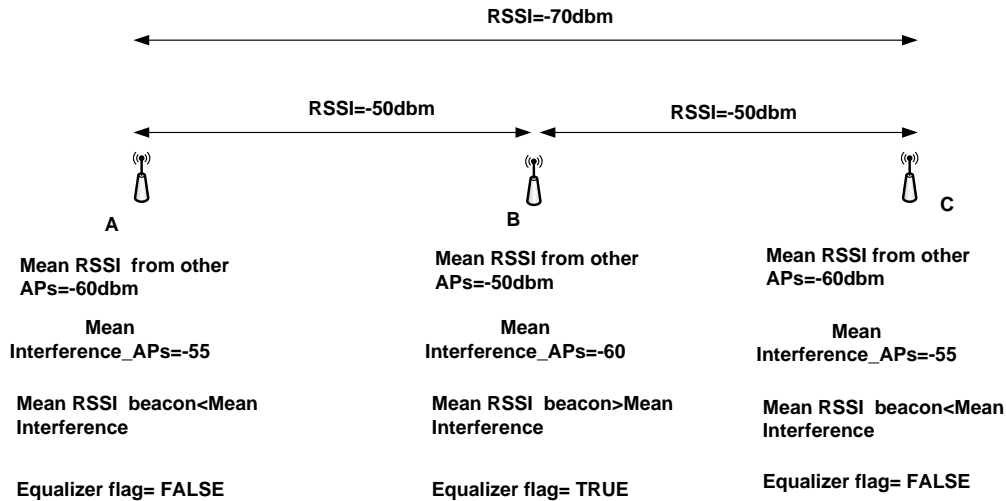 RSSI=-70dbm
RSSI=-50dbm
RSSI=-50dbm
A
B
C
Mean RSSI from other
APs=-60dbm
Mean
Interference_APs=-55
Mean RSSI beacon<Mean
Interference
Equalizer flag= FALSE
Mean RSSI from other
APs=-50dbm
Mean
Interference_APs=-60
Mean RSSI beacon>Mean
Interference
Equalizer flag= TRUE
Mean RSSI from other
APs=-60dbm
Mean
Interference_APs=-55
Mean RSSI beacon<Mean
Interference
Equalizer flag= FALSE